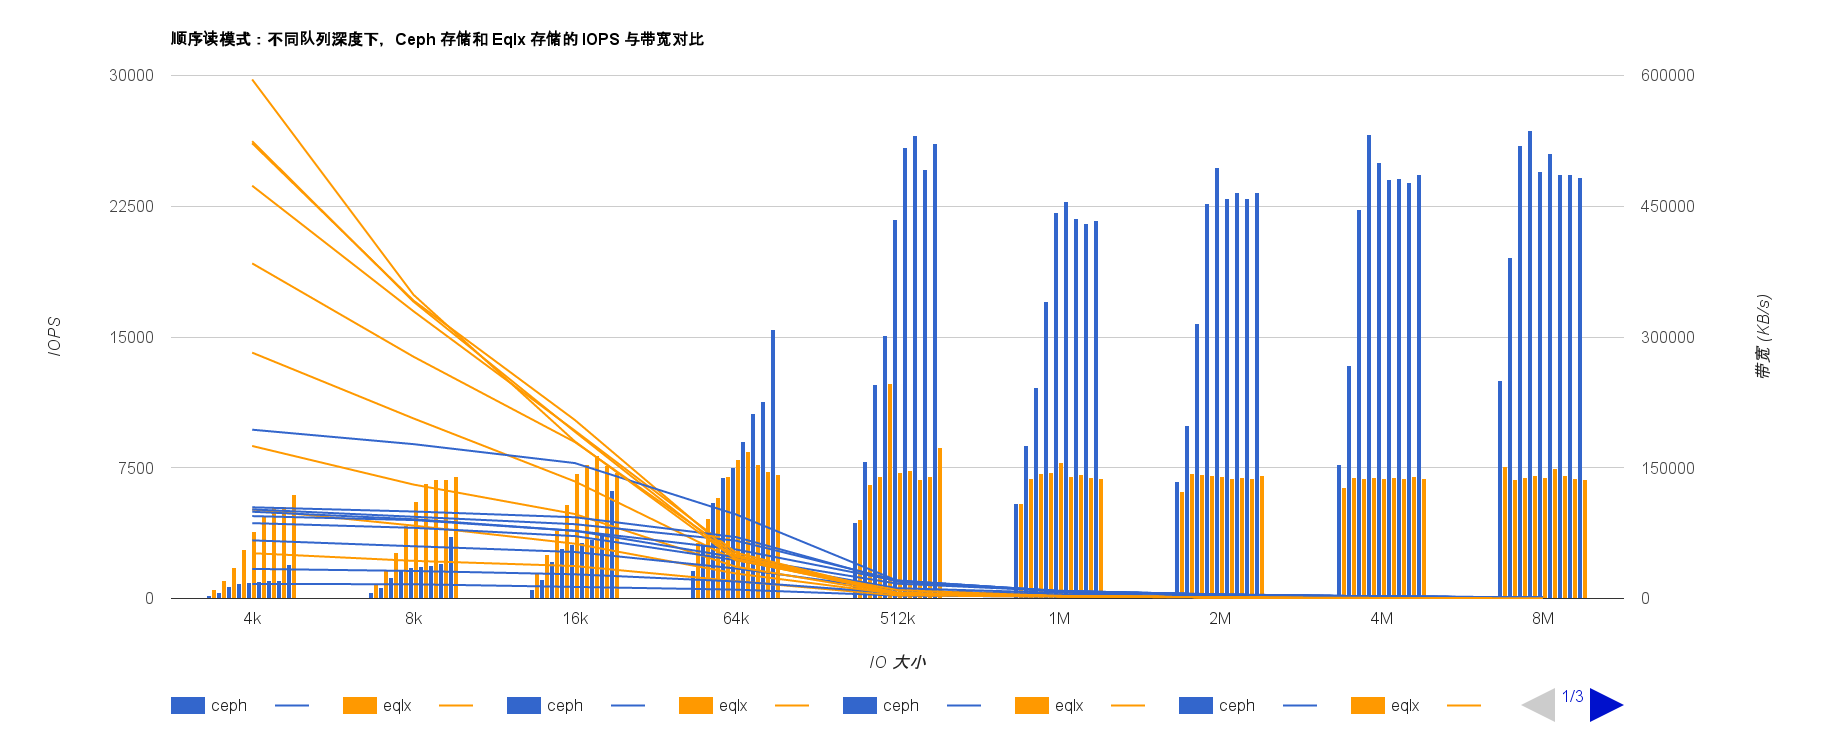 顺序读模式：不同队列深度下，Ceph 存储和 Eqlx 存储的 IOPS 与带宽对比
30000 600000
22500 450000
IOPS 带宽 (KB/s)
15000 300000
7500 150000
0 0
4k 8k 16k 64k 512k 1M 2M 4M 8M
IO 大小
ceph eqlx ceph eqlx ceph eqlx ceph eqlx 1/3